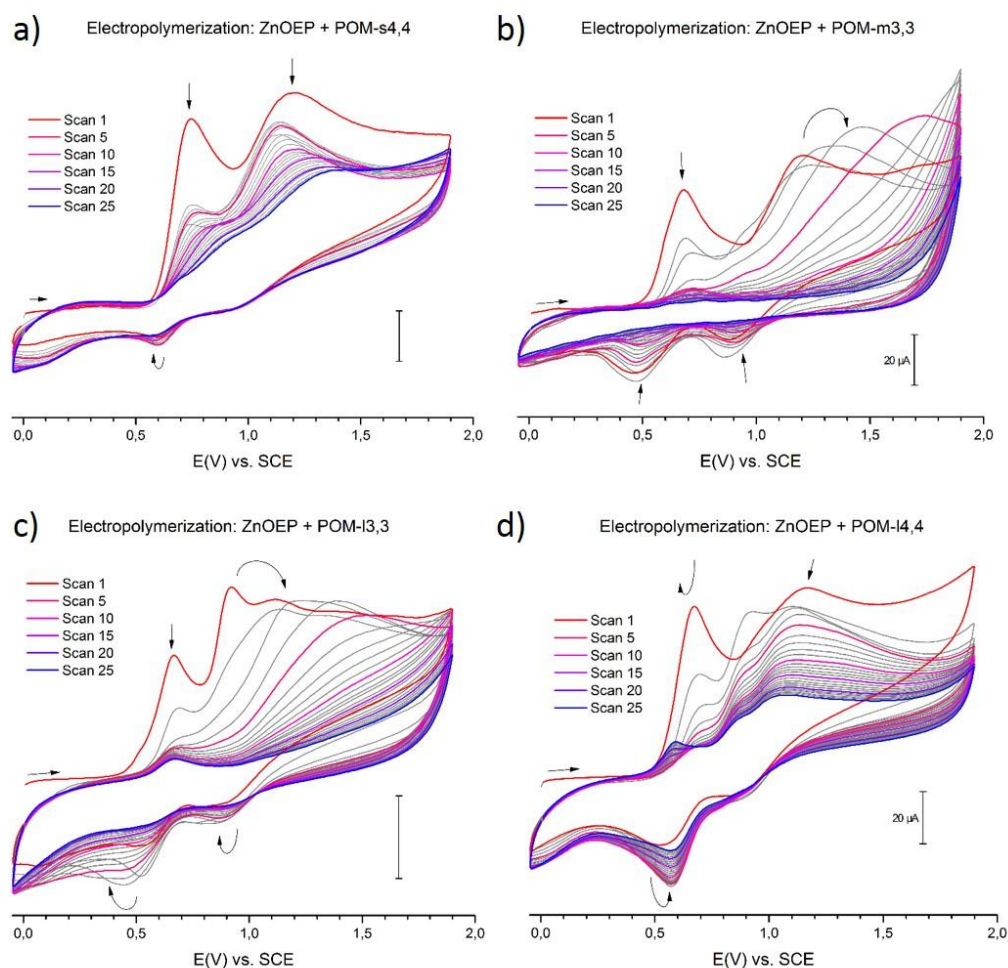 a) Electropolymerization: ZnOEP + POM-s4,4
Scan 1
Scan 5
Scan 10
Scan 15
Scan 20
Scan 25
0,0 0,5 1,0 1,5 2,0
E(V) vs. SCE
b) Electropolymerization: ZnOEP + POM-m3,3
Scan 1
Scan 5
Scan 10
Scan 15
Scan 20
Scan 25
20 µA
0,0 0,5 1,0 1,5 2,0
E(V) vs. SCE
c) Electropolymerization: ZnOEP + POM-l3,3
Scan 1
Scan 5
Scan 10
Scan 15
Scan 20
Scan 25
0,0 0,5 1,0 1,5 2,0
E(V) vs. SCE
d) Electropolymerization: ZnOEP + POM-l4,4
Scan 1
Scan 5
Scan 10
Scan 15
Scan 20
Scan 25
20 µA
0,0 0,5 1,0 1,5 2,0
E(V) vs. SCE